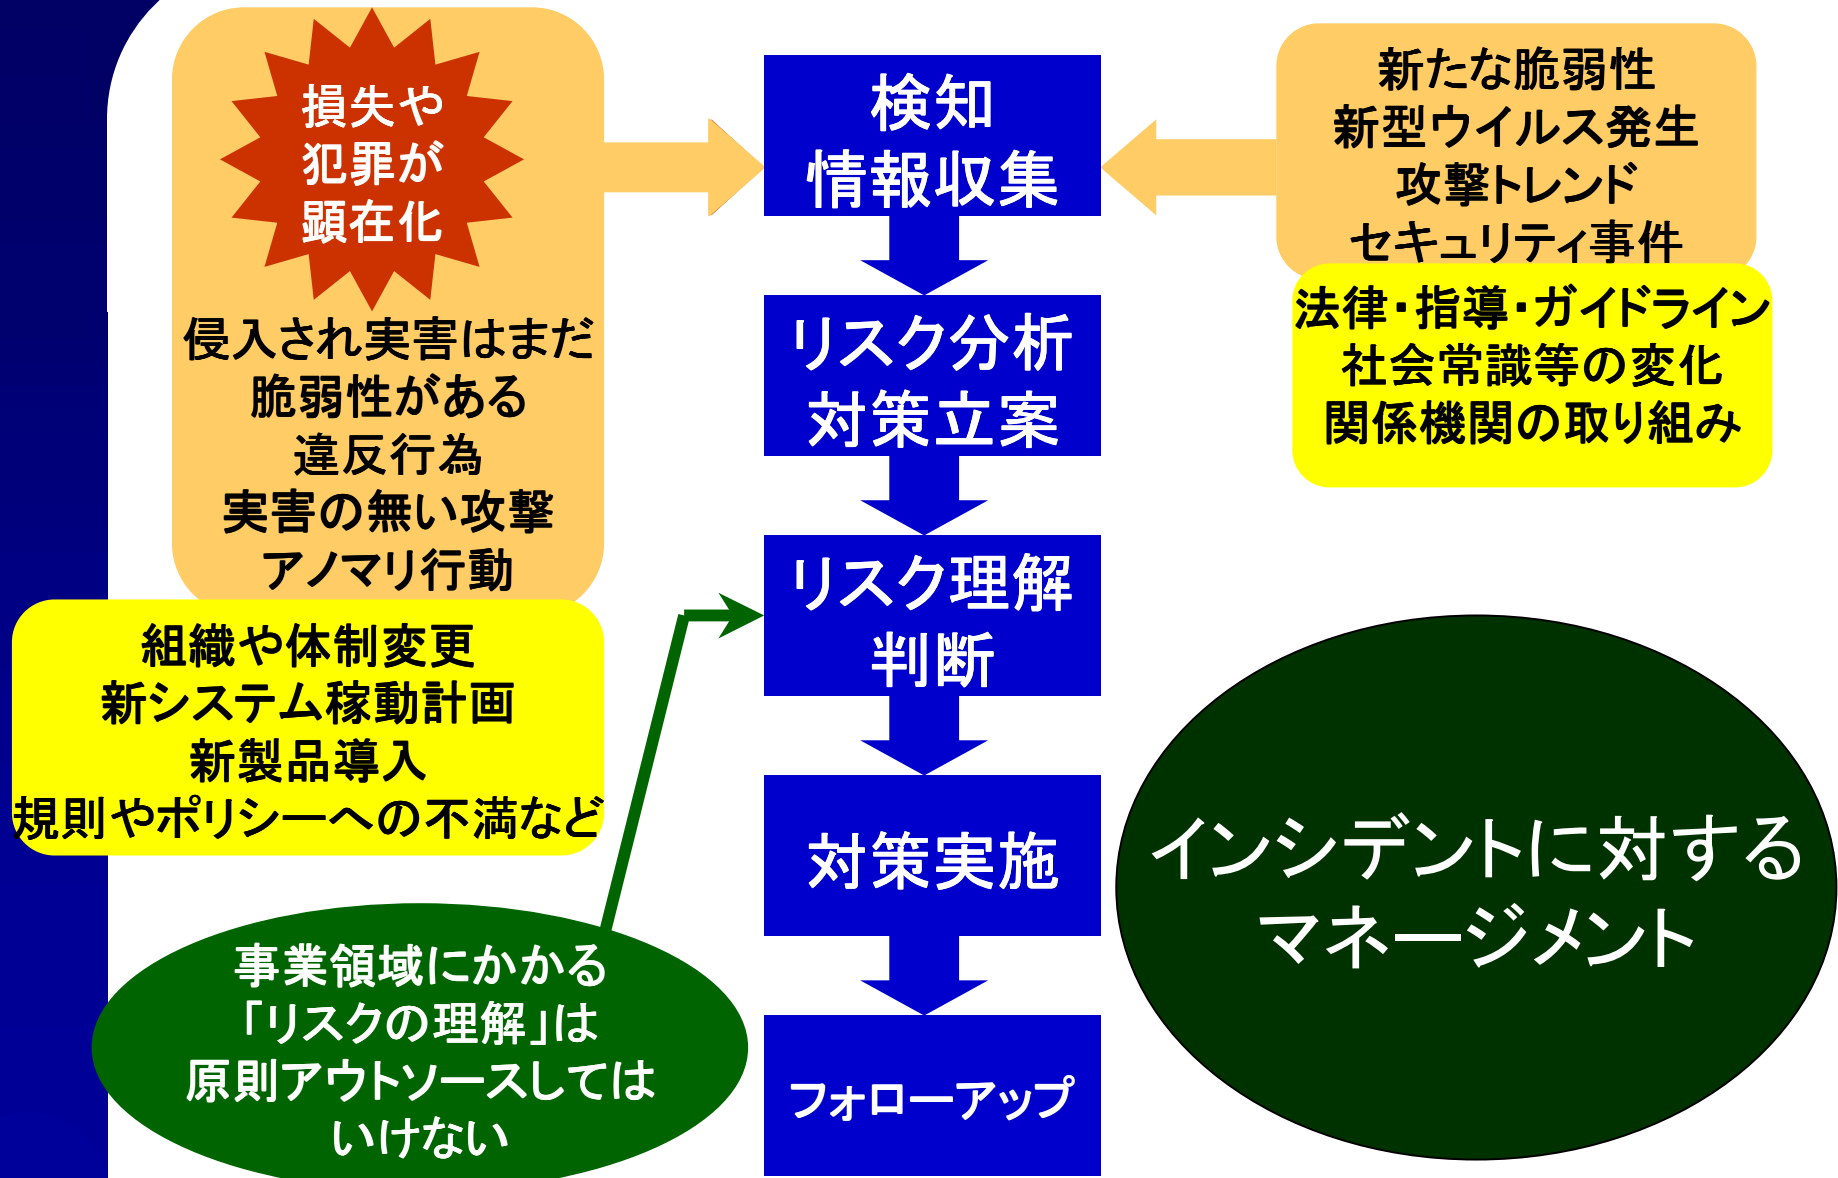 損失や
犯罪が
顕在化
侵入され実害はまだ
脆弱性がある
違反行為
実害の無い攻撃
アノマリ行動
組織や体制変更
新システム稼動計画
新製品導入
規則やポリシーへの不満など
事業領域にかかる
「リスクの理解」は
原則アウトソースしては
いけない
検知
情報収集
リスク分析
対策立案
リスク理解
判断
対策実施
フォローアップ
新たな脆弱性
新型ウイルス発生
攻撃トレンド
セキュリティ事件
法律・指導・ガイドライン
社会常識等の変化
関係機関の取り組み
インシデントに対する
マネージメント